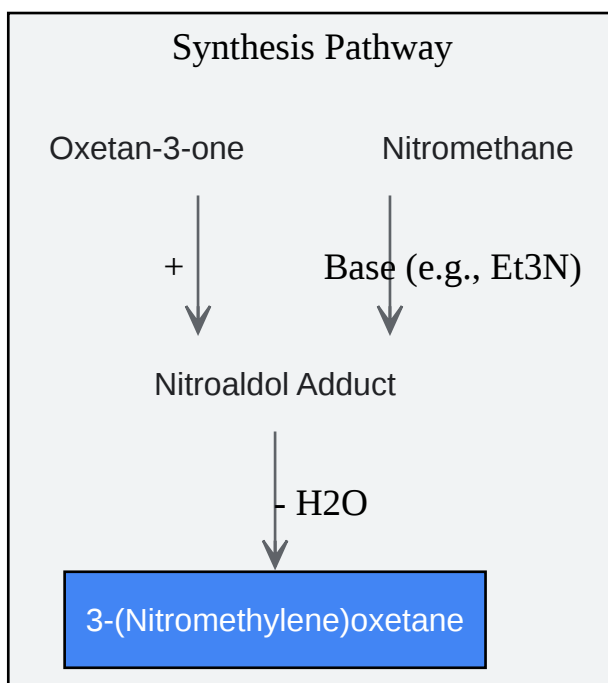 Synthesis Pathway
Oxetan-3-one
Nitromethane
+
Base (e.g., Et3N)
Nitroaldol Adduct
- H2O
3-(Nitromethylene)oxetane